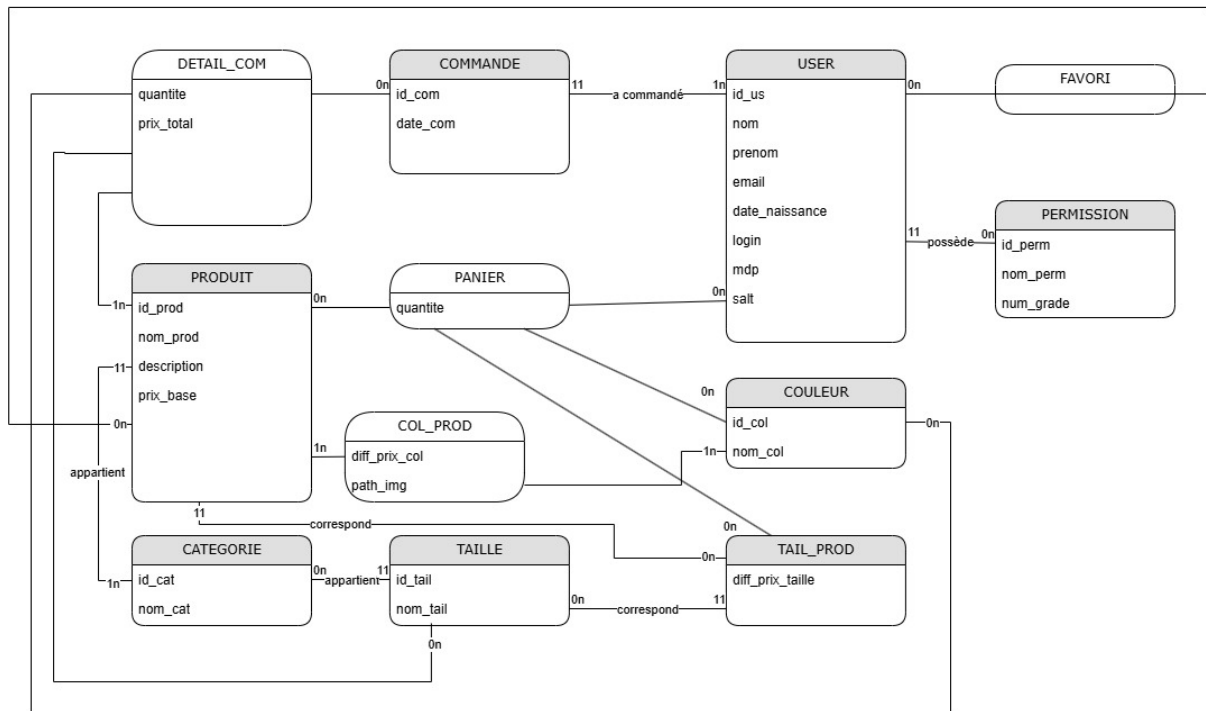 DETAIL_COM
quantite
prix_total
0n
COMMANDE
id_com
date_com
11
a commandé
1n
USER
id_us
nom
prenom
email
date_naissance
login
mdp
salt
0n
FAVORI
11
possède
0n
PERMISSION
id_perm
nom_perm
num_grade
PRODUIT
id_prod
nom_prod
description
prix_base
1n
11
0n
appartient
0n
PANIER
quantite
0n
COULEUR
id_col
nom_col
0n
0n
1n
COL_PROD
diff_prix_col
path_img
1n
11
correspond
0n
0n
TAIL_PROD
diff_prix_taille
CATEGORIE
id_cat
nom_cat
1n
0n
appartient
11
TAILLE
id_tail
nom_tail
0n
correspond
11
0n